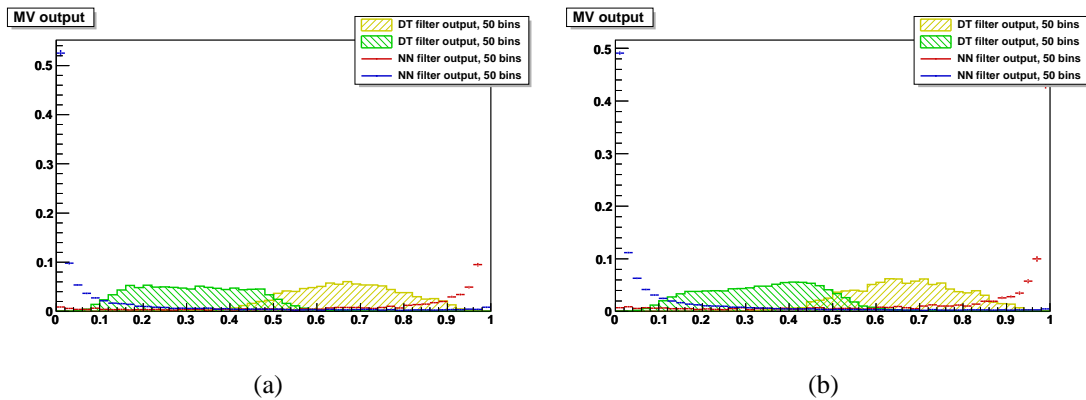 MV output
DT filter output, 50 bins
DT filter output, 50 bins
NN filter output, 50 bins
NN filter output, 50 bins
0.5
0.4
0.3
0.2
0.1
0
0 0.1 0.2 0.3 0.4 0.5 0.6 0.7 0.8 0.9 1
(a)
MV output
DT filter output, 50 bins
DT filter output, 50 bins
NN filter output, 50 bins
NN filter output, 50 bins
0.5
0.4
0.3
0.2
0.1
0
0 0.1 0.2 0.3 0.4 0.5 0.6 0.7 0.8 0.9 1
(b)